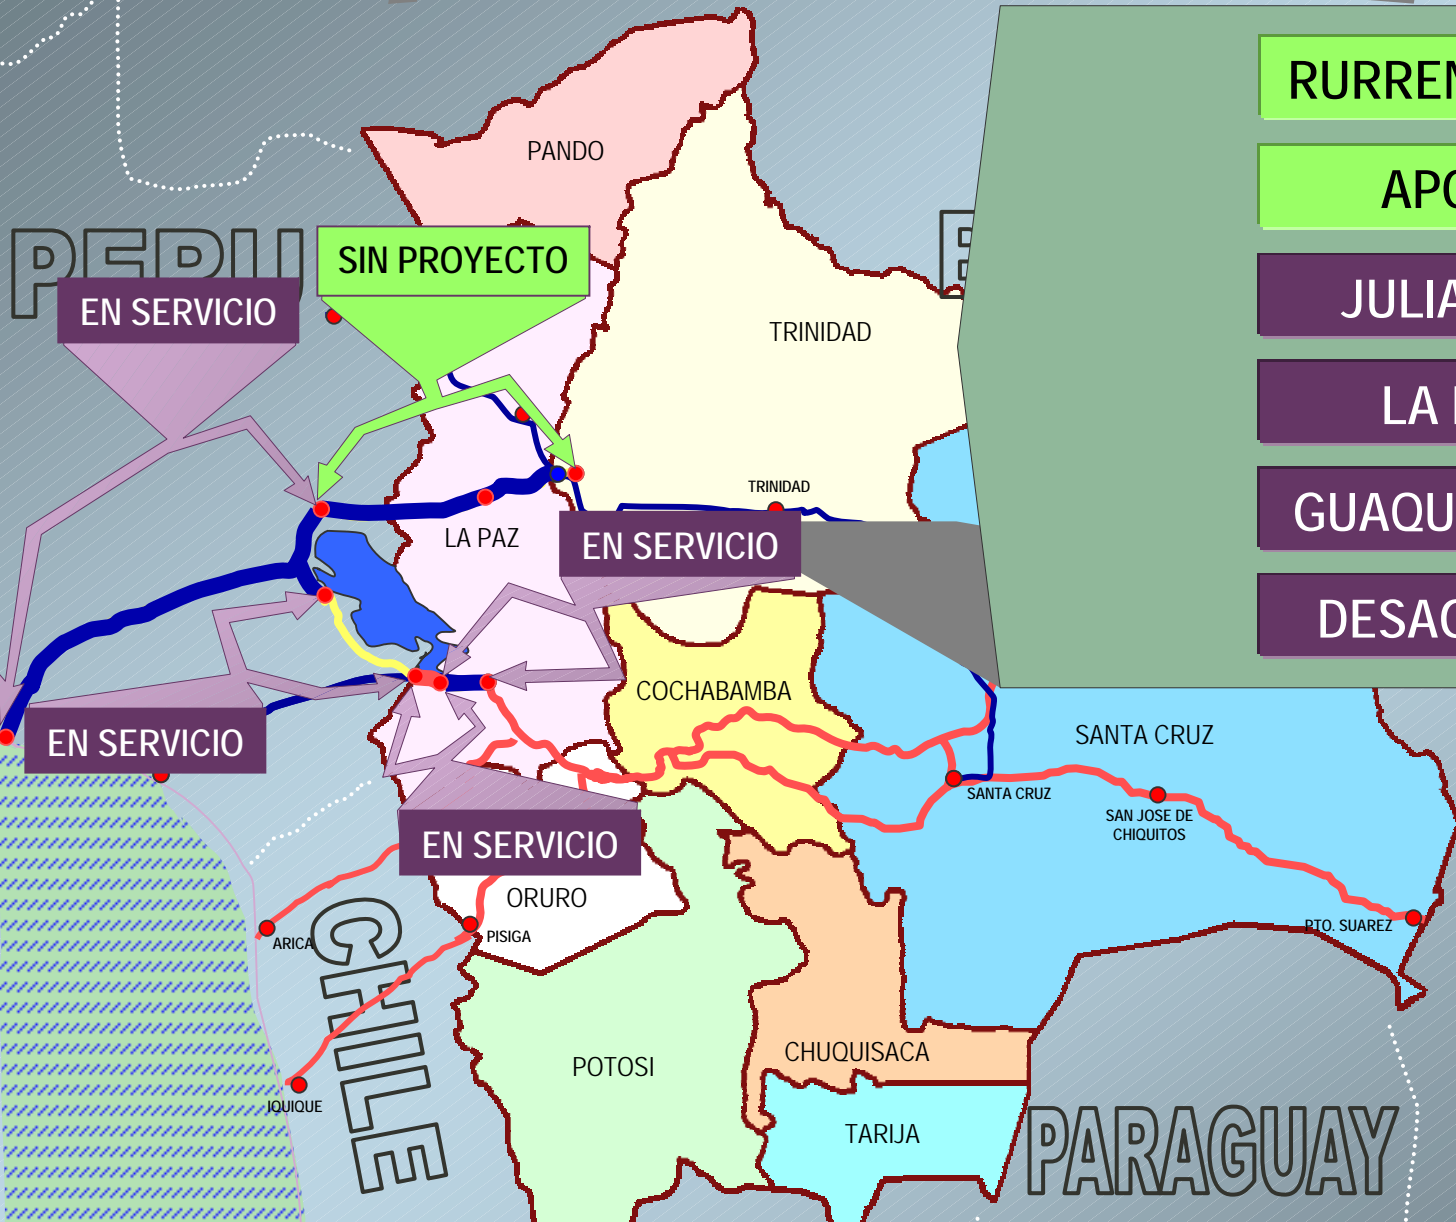 PANDO
PERU
SIN PROYECTO
EN SERVICIO
TRINIDAD
TRINIDAD
LA PAZ
EN SERVICIO
COCHABAMBA
EN SERVICIO
SANTA CRUZ
SANTA CRUZ
SAN JOSE DE
CHIQUITOS
EN SERVICIO
ORURO
PTO. SUAREZ
ARICA
PISIGA
CHILE
POTOSI
CHUQUISACA
IQUIQUE
TARIJA
PARAGUAY
RURREN
APO
JULIA
LA
GUAQU
DESAG